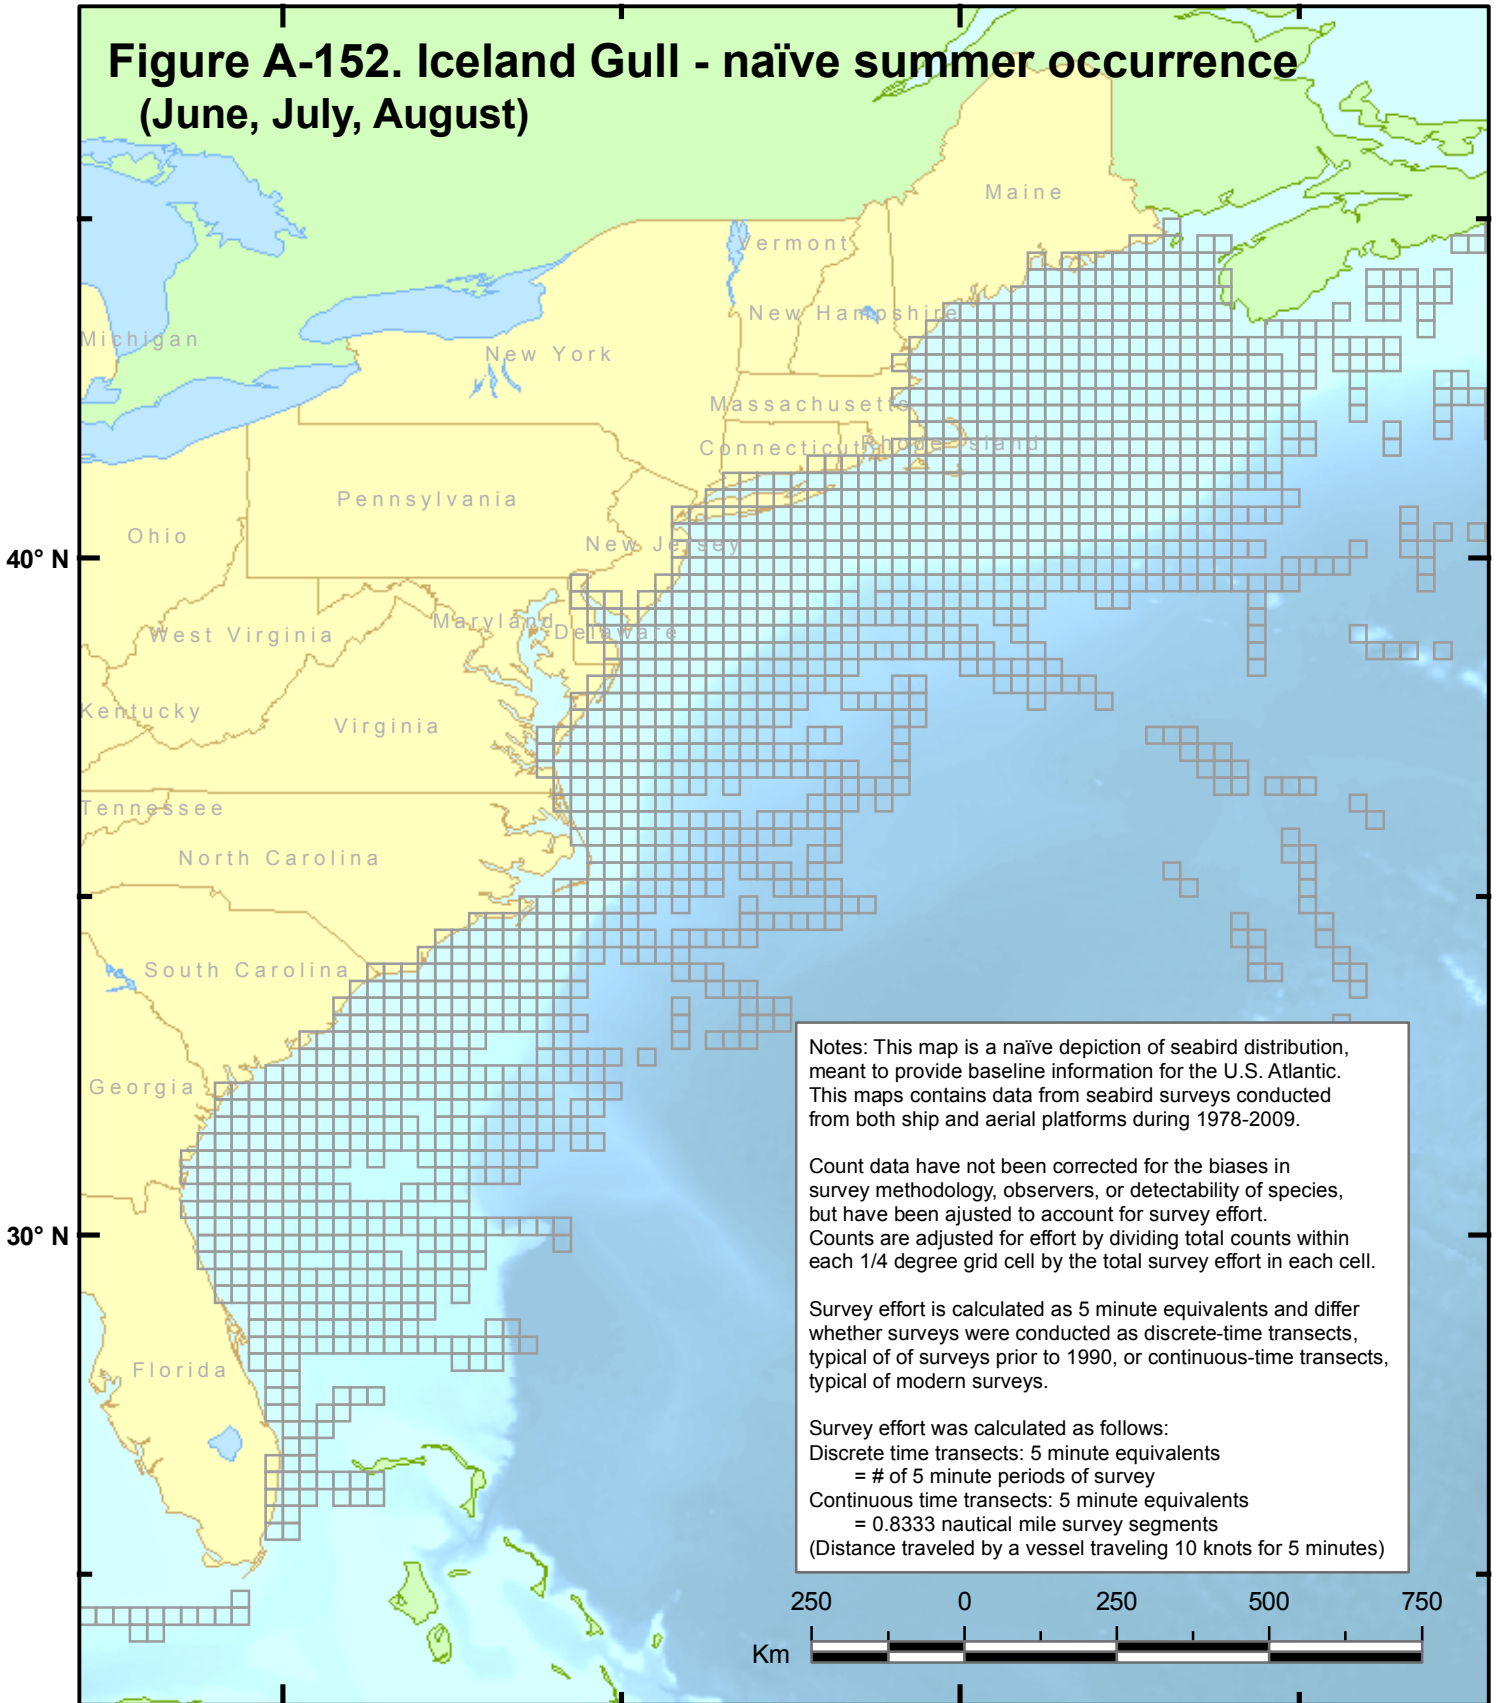 Figure A-152. Iceland Gull - naïve summer occurrence
(June, July, August)
Maine
Vermont
New Hampshire
Michigan
New York
Massachusetts
Connecticut
Rhode Island
Pennsylvania
Ohio
New Jersey
40° N
West Virginia
Maryland
Delaware
Kentucky
Virginia
Tennessee
North Carolina
South Carolina
Georgia
30° N
Florida
Notes: This map is a naïve depiction of seabird distribution,
meant to provide baseline information for the U.S. Atlantic.
This maps contains data from seabird surveys conducted
from both ship and aerial platforms during 1978-2009.
Count data have not been corrected for the biases in
survey methodology, observers, or detectability of species,
but have been ajusted to account for survey effort.
Counts are adjusted for effort by dividing total counts within
each 1/4 degree grid cell by the total survey effort in each cell.
Survey effort is calculated as 5 minute equivalents and differ
whether surveys were conducted as discrete-time transects,
typical of of surveys prior to 1990, or continuous-time transects,
typical of modern surveys.
Survey effort was calculated as follows:
Discrete time transects: 5 minute equivalents
= # of 5 minute periods of survey
Continuous time transects: 5 minute equivalents
= 0.8333 nautical mile survey segments
(Distance traveled by a vessel traveling 10 knots for 5 minutes)
250 0 250 500 750
Km